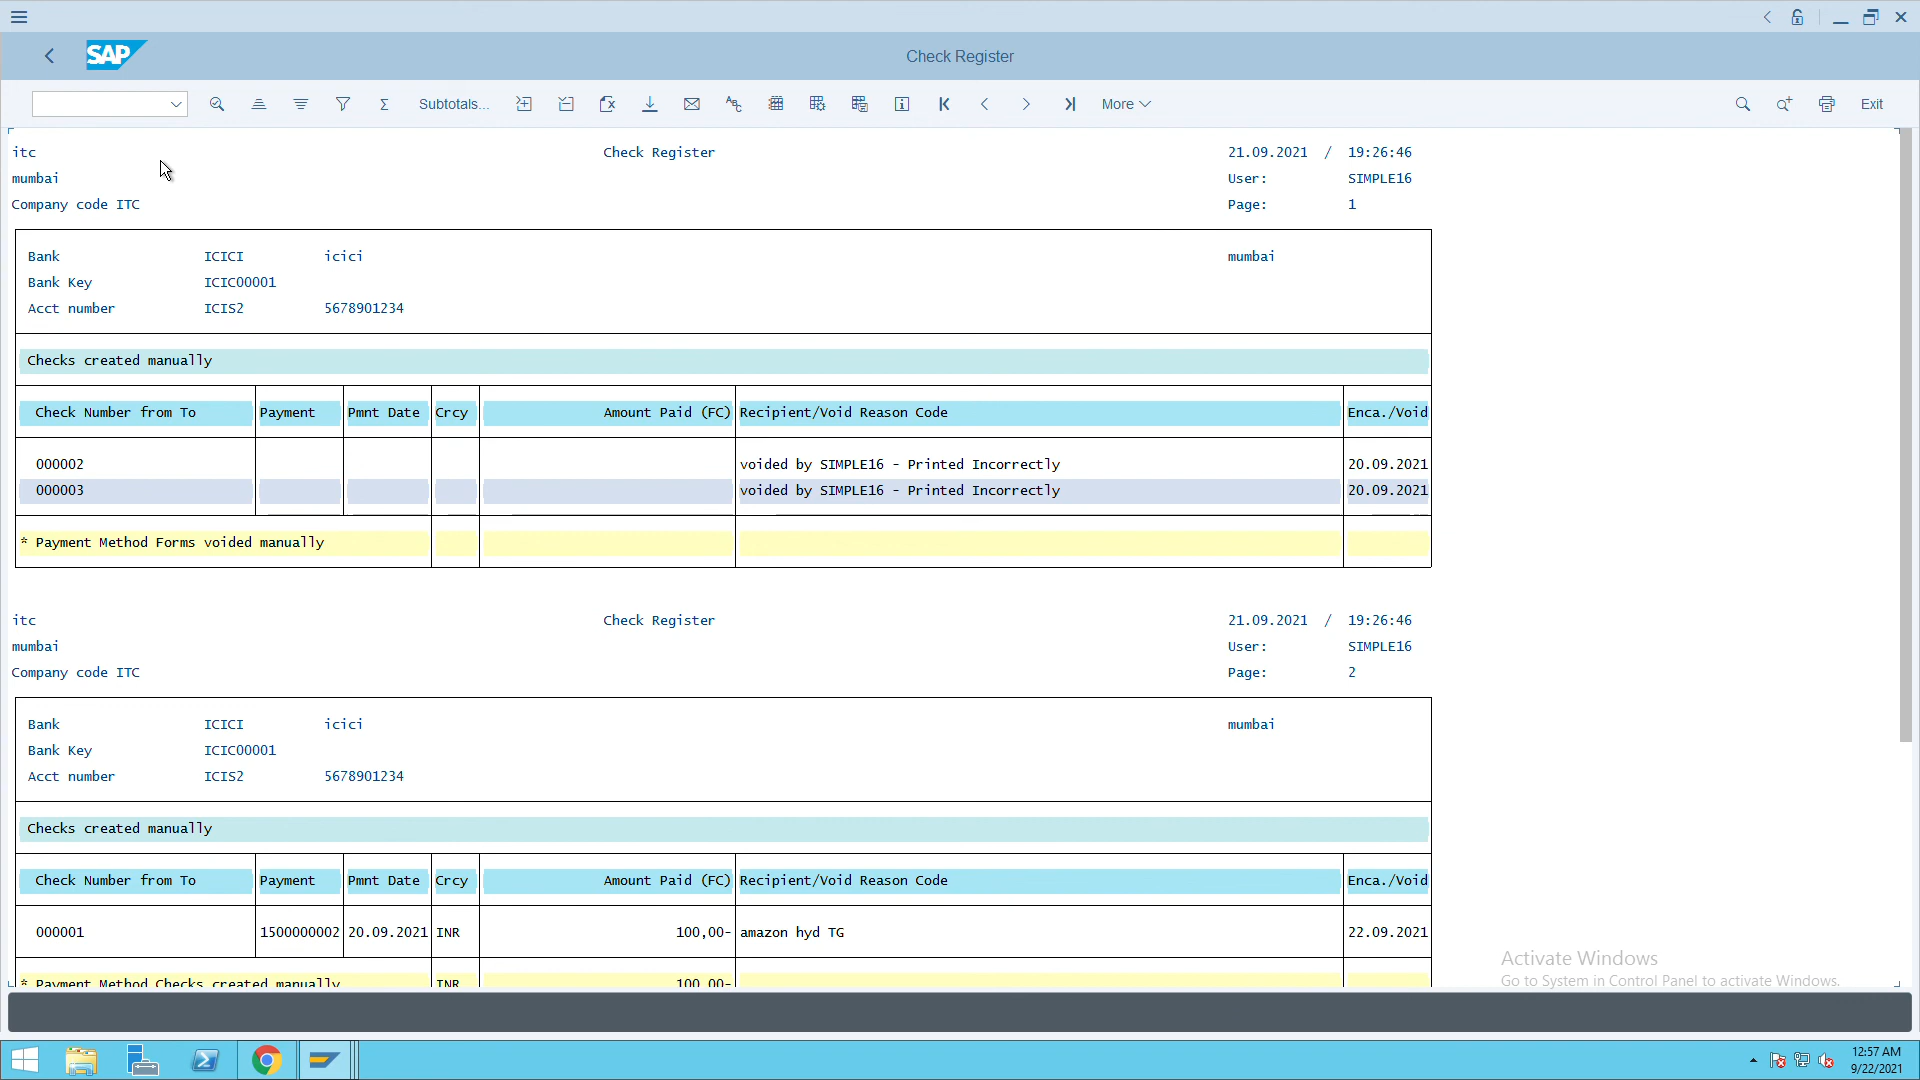 SAP
Check Register
Subtotals...
More
Exit
itc Check Register 21.09.2021 / 19:26:46
mumbai User: SIMPLE16
Company code ITC Page: 1
Bank ICICI icici mumbai
Bank Key ICIC00001
Acct number ICIS2 5678901234
Checks created manually
Check Number from To Payment Pmnt Date Crcy Amount Paid (FC) Recipient/Void Reason Code Enca./Void
000002 voided by SIMPLE16 - Printed Incorrectly 20.09.2021
000003 voided by SIMPLE16 - Printed Incorrectly 20.09.2021
* Payment Method Forms voided manually
itc Check Register 21.09.2021 / 19:26:46
mumbai User: SIMPLE16
Company code ITC Page: 2
Bank ICICI icici mumbai
Bank Key ICIC00001
Acct number ICIS2 5678901234
Checks created manually
Check Number from To Payment Pmnt Date Crcy Amount Paid (FC) Recipient/Void Reason Code Enca./Void
000001 1500000002 20.09.2021 INR 100,00- amazon hyd TG 22.09.2021
* Payment Method Checks created manually INR 100,00-
Activate Windows
Go to System in Control Panel to activate Windows.
12:57 AM
9/22/2021